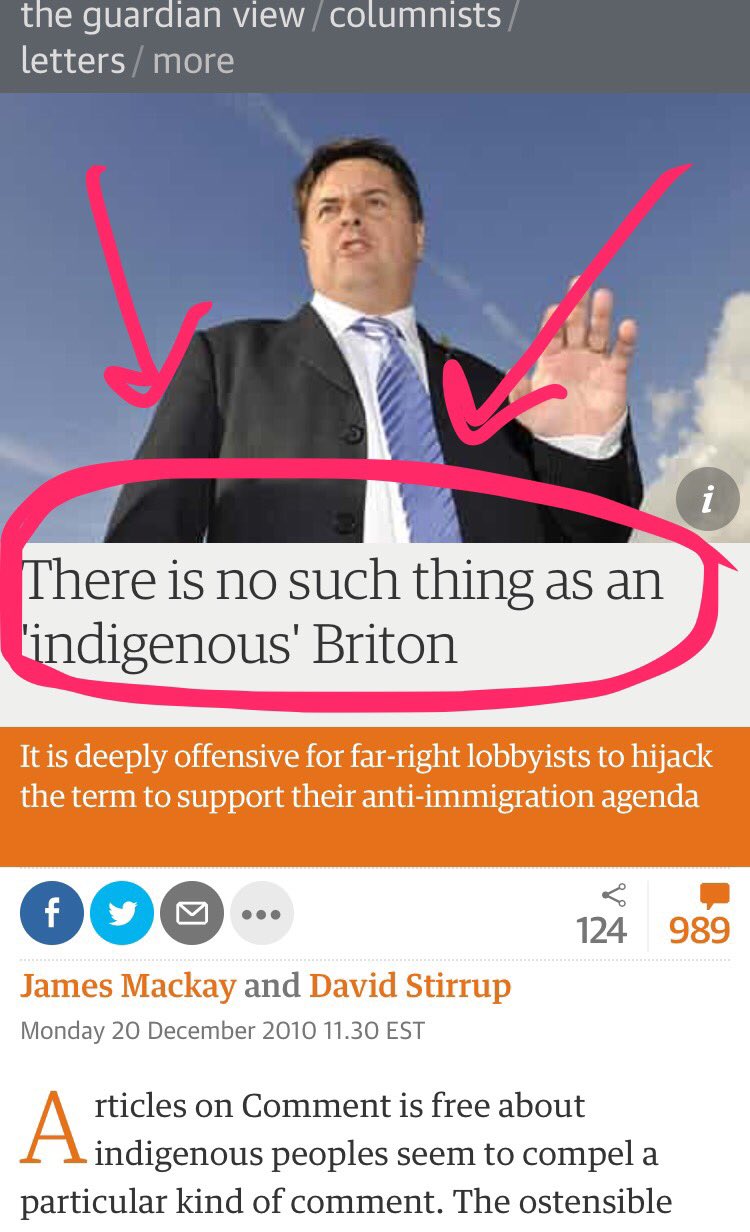 the guardian view / columnists /
letters / more
i
There is no such thing as an
'indigenous' Briton
It is deeply offensive for far-right lobbyists to hijack
the term to support their anti-immigration agenda
f
124
989
James Mackay and David Stirrup
Monday 20 December 2010 11.30 EST
Articles on Comment is free about
indigenous peoples seem to compel a
particular kind of comment. The ostensible